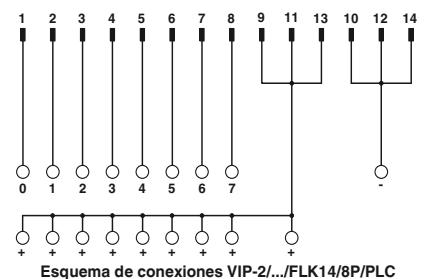 1 2 3 4 5 6 7 8 9 11 13 10 12 14
0 1 2 3 4 5 6 7 -
+ + + + + + + + +
Esquema de conexiones VIP-2/.../FLK14/8P/PLC